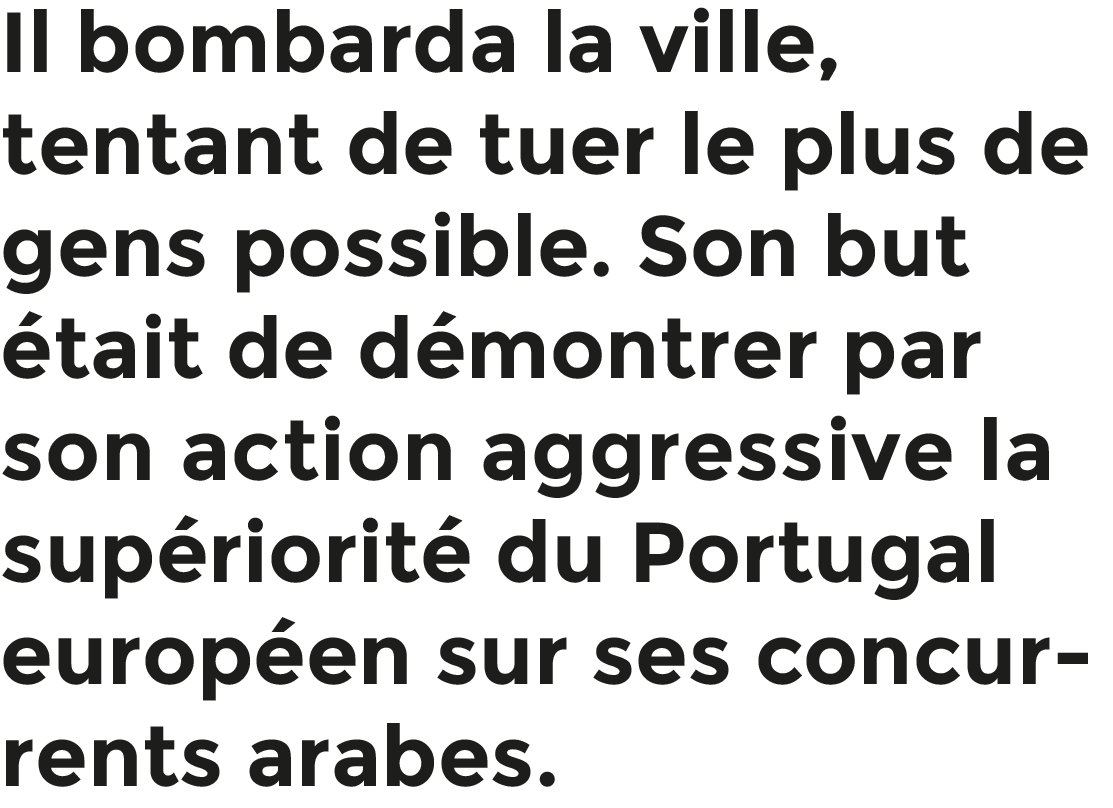 Il bombarda la ville,
tentant de tuer le plus de
gens possible. Son but
était de démontrer par
son action aggressive la
supériorité du Portugal
européen sur ses concur-
rents arabes.